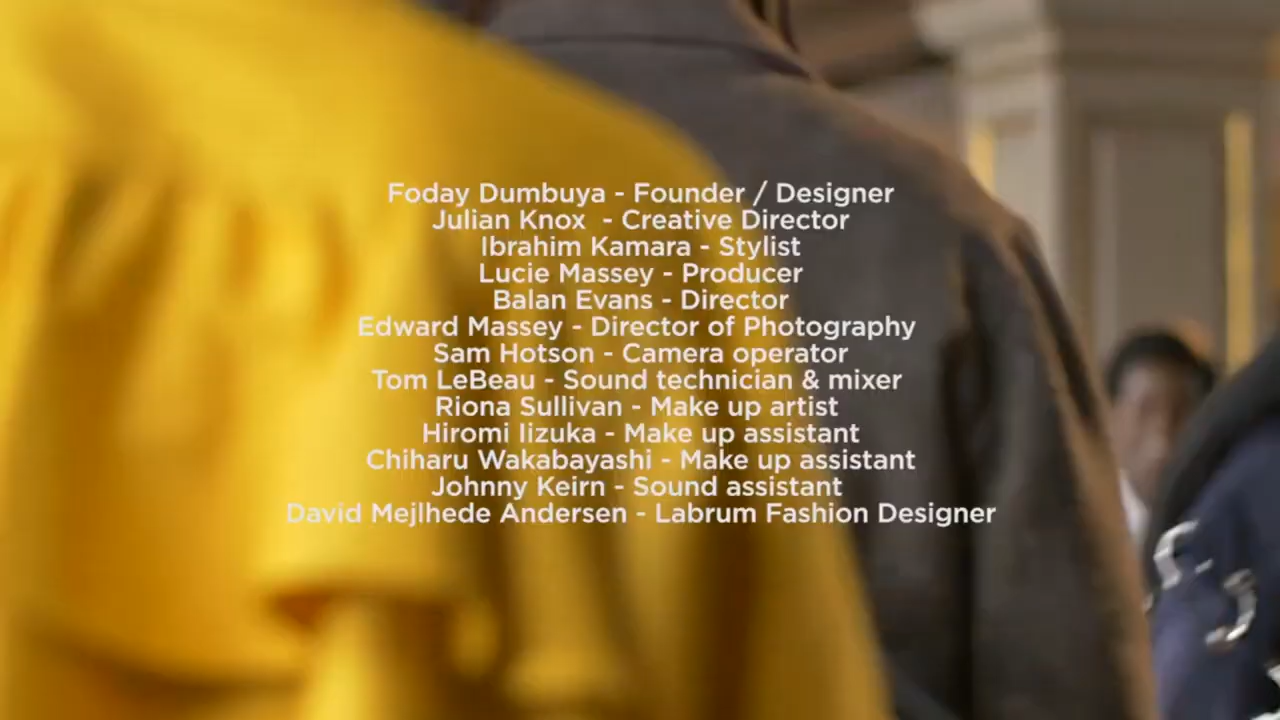 Foday Dumbuya - Founder / Designer
Julian Knox - Creative Director
Ibrahim Kamara - Stylist
Lucie Massey - Producer
Balan Evans - Director
Edward Massey - Director of Photography
Sam Hotson - Camera operator
Tom LeBeau - Sound technician & mixer
Riona Sullivan - Make up artist
Hiromi Iizuka - Make up assistant
Chiharu Wakabayashi - Make up assistant
Johnny Keirn - Sound assistant
David Mejlhede Andersen - Labrum Fashion Designer